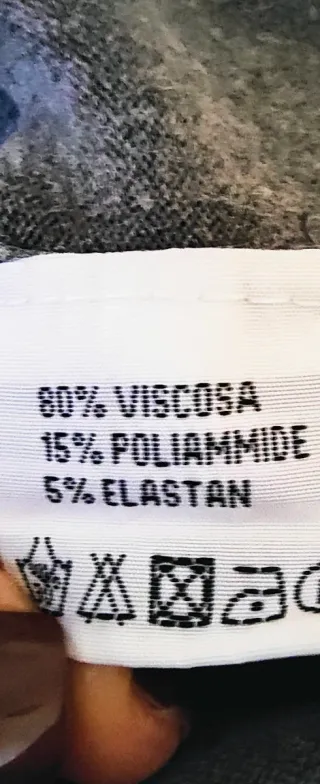 80% VISCOSA
15% POLIAMMIDE
5% ELASTAN